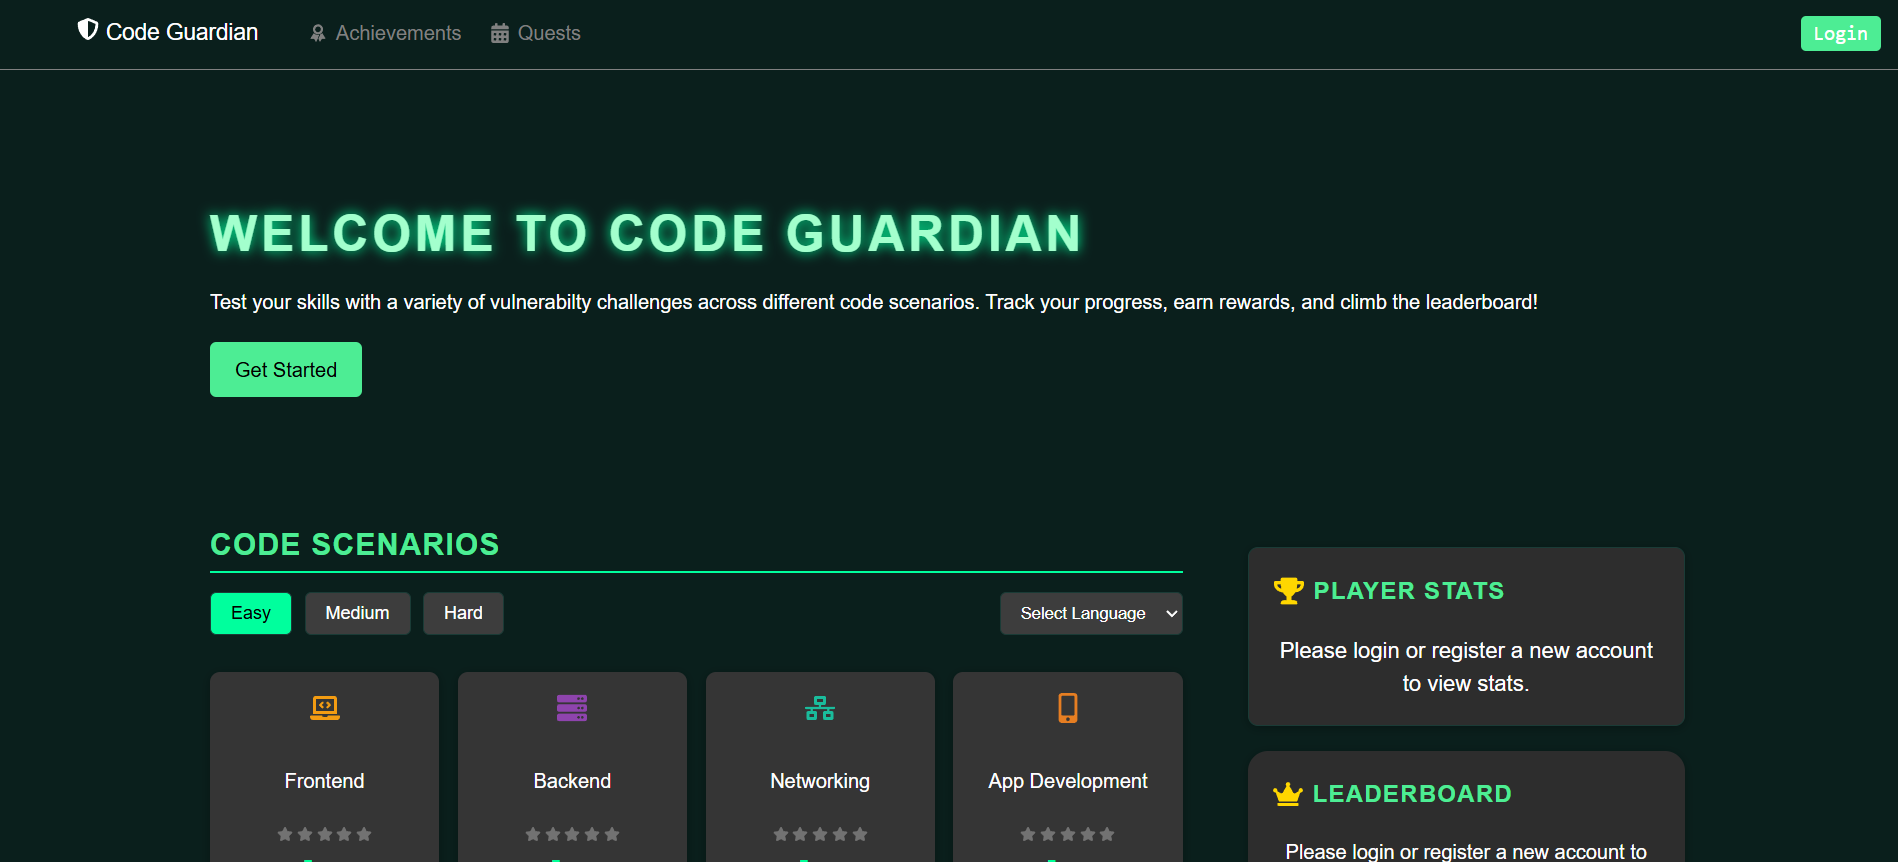 Code Guardian
Achievements
Quests
Login
WELCOME TO CODE GUARDIAN
Test your skills with a variety of vulnerabilty challenges across different code scenarios. Track your progress, earn rewards, and climb the leaderboard!
Get Started
CODE SCENARIOS
Easy
Medium
Hard
Select Language
Frontend
Backend
Networking
App Development
PLAYER STATS
Please login or register a new account
to view stats.
LEADERBOARD
Please login or register a new account to